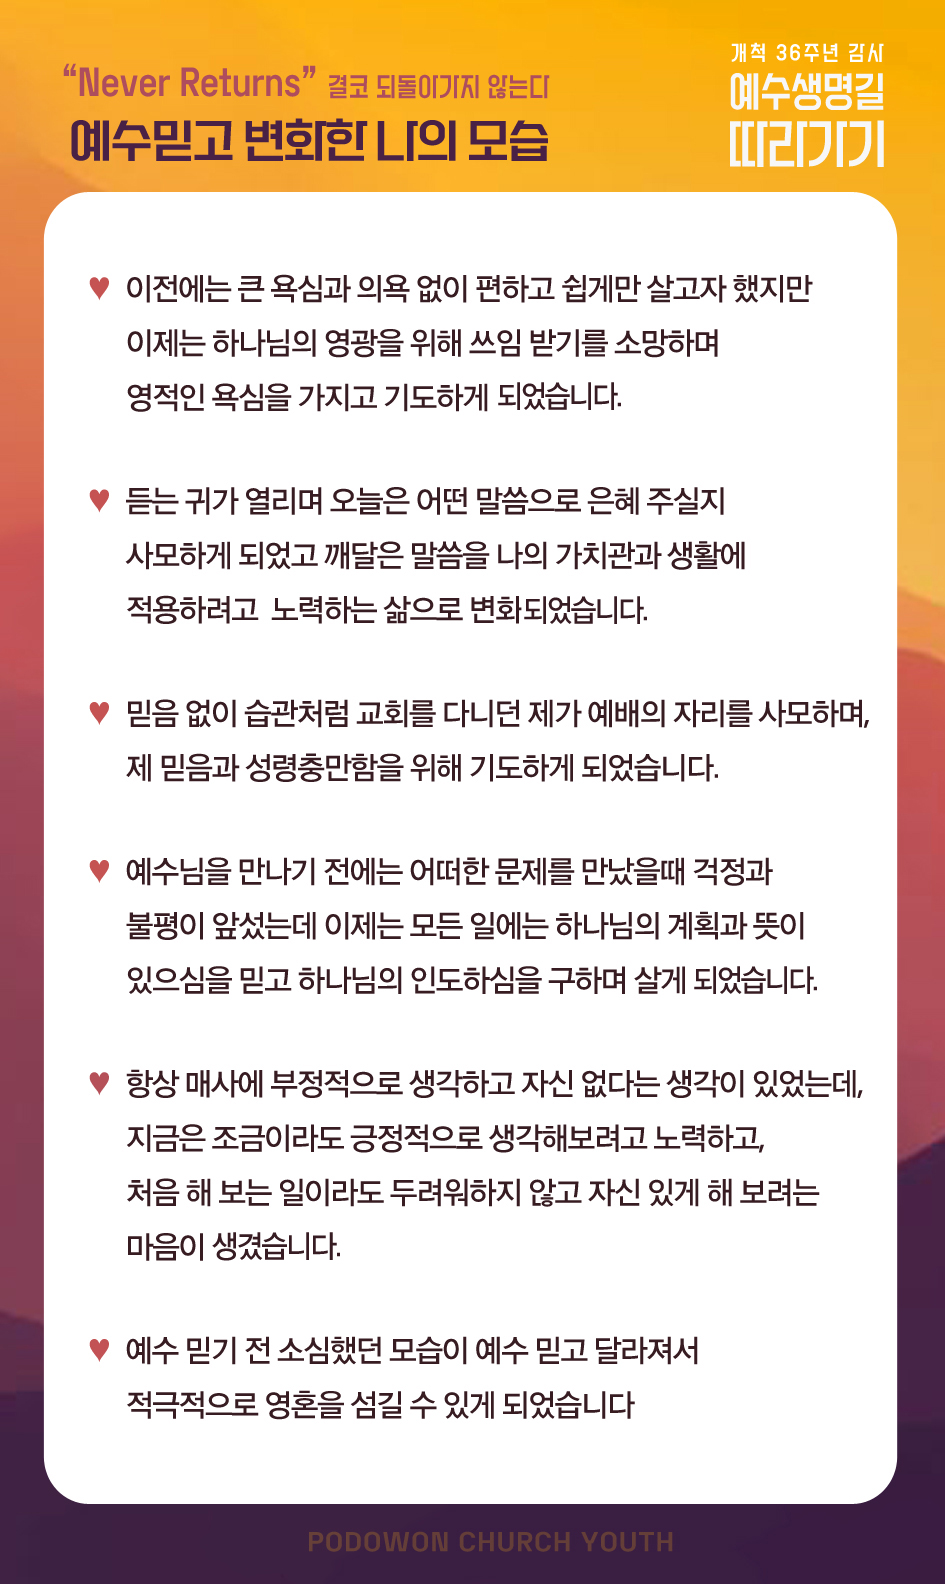 “Never Returns” 결코 되돌아가지 않는다
예수믿고 변화한 나의 모습
개척 36주년 감사
예수생명길
따라가기
♥ 이전에는 큰 욕심과 의욕 없이 편하고 쉽게만 살고자 했지만
이제는 하나님의 영광을 위해 쓰임 받기를 소망하며
영적인 욕심을 가지고 기도하게 되었습니다.
♥ 듣는 귀가 열리며 오늘은 어떤 말씀으로 은혜 주실지
사모하게 되었고 깨달은 말씀을 나의 가치관과 생활에
적용하려고 노력하는 삶으로 변화되었습니다.
♥ 믿음 없이 습관처럼 교회를 다니던 제가 예배의 자리를 사모하며,
제 믿음과 성령충만함을 위해 기도하게 되었습니다.
♥ 예수님을 만나기 전에는 어떠한 문제를 만났을때 걱정과
불평이 앞섰는데 이제는 모든 일에는 하나님의 계획과 뜻이
있으심을 믿고 하나님의 인도하심을 구하며 살게 되었습니다.
♥ 항상 매사에 부정적으로 생각하고 자신 없다는 생각이 있었는데,
지금은 조금이라도 긍정적으로 생각해보려고 노력하고,
처음 해 보는 일이라도 두려워하지 않고 자신 있게 해 보려는
마음이 생겼습니다.
♥ 예수 믿기 전 소심했던 모습이 예수 믿고 달라져서
적극적으로 영혼을 섬길 수 있게 되었습니다
PODOWON CHURCH YOUTH